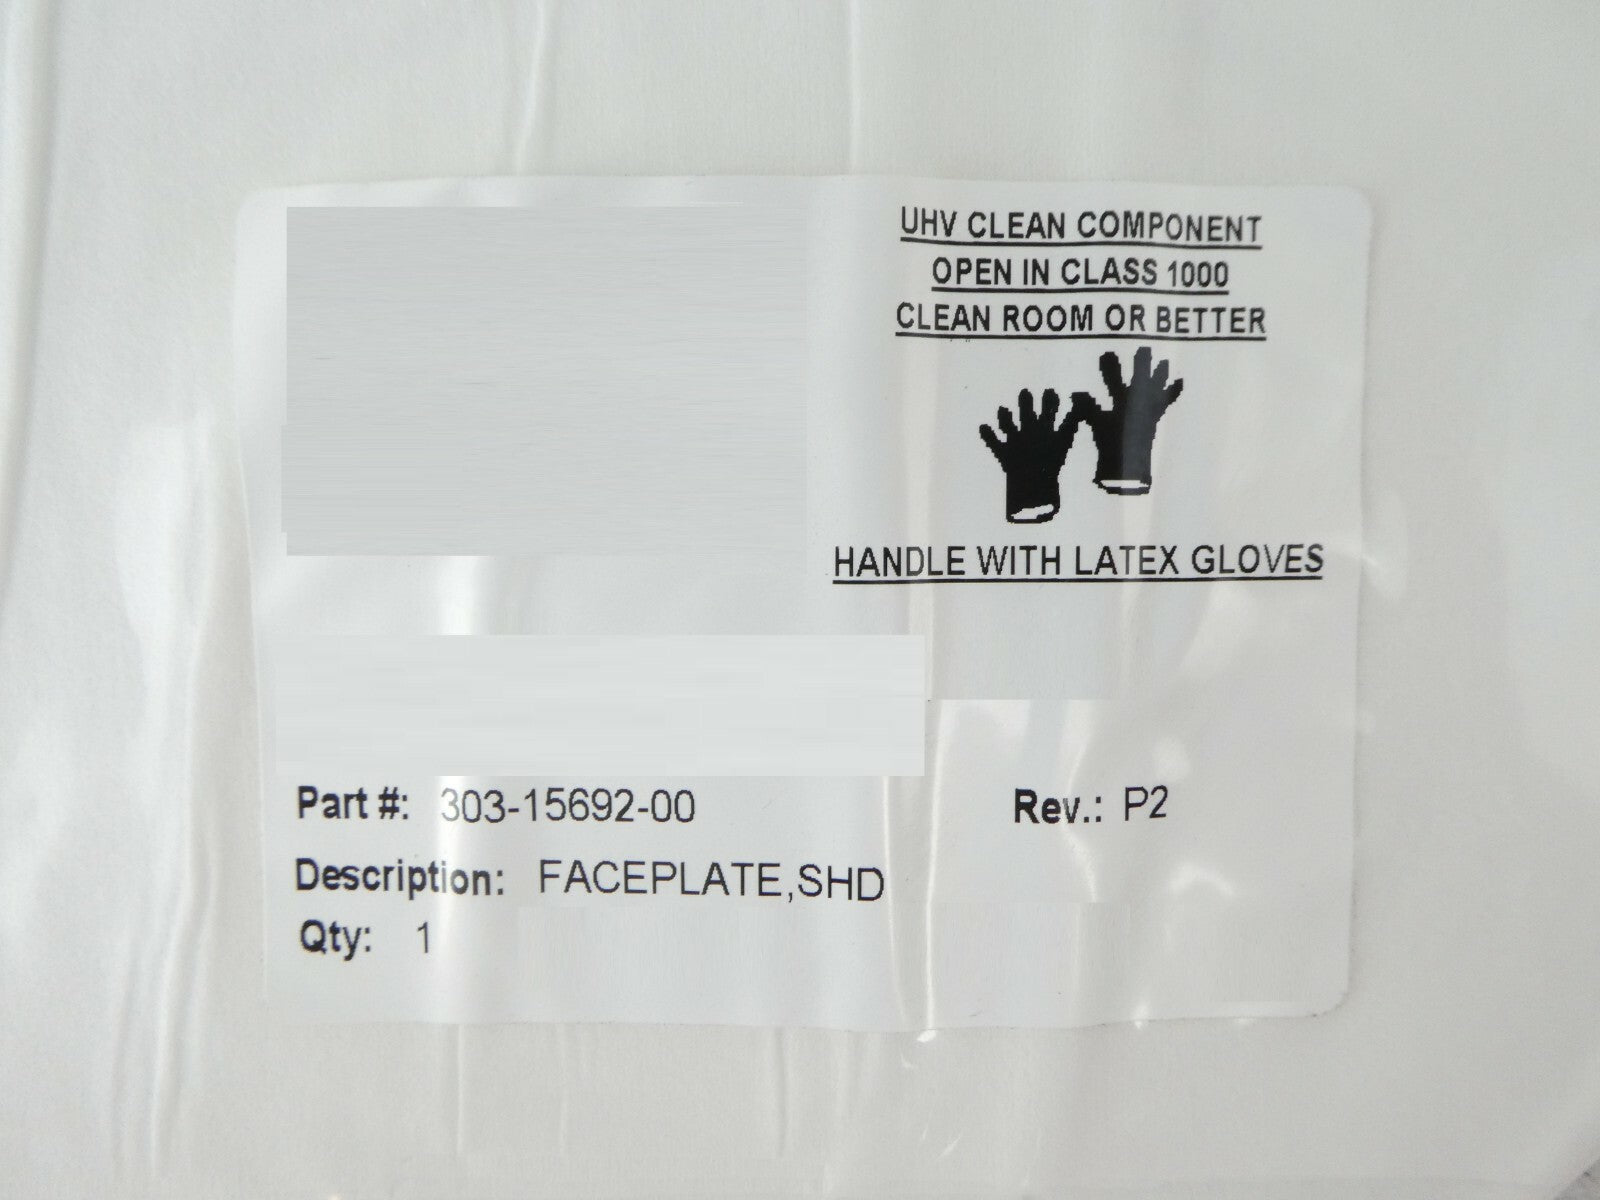 UHV CLEAN COMPONENT
OPEN IN CLASS 1000
CLEAN ROOM OR BETTER
HANDLE WITH LATEX GLOVES
Part #: 303-15692-00 Rev.: P2
Description: FACEPLATE,SHD
Qty: 1